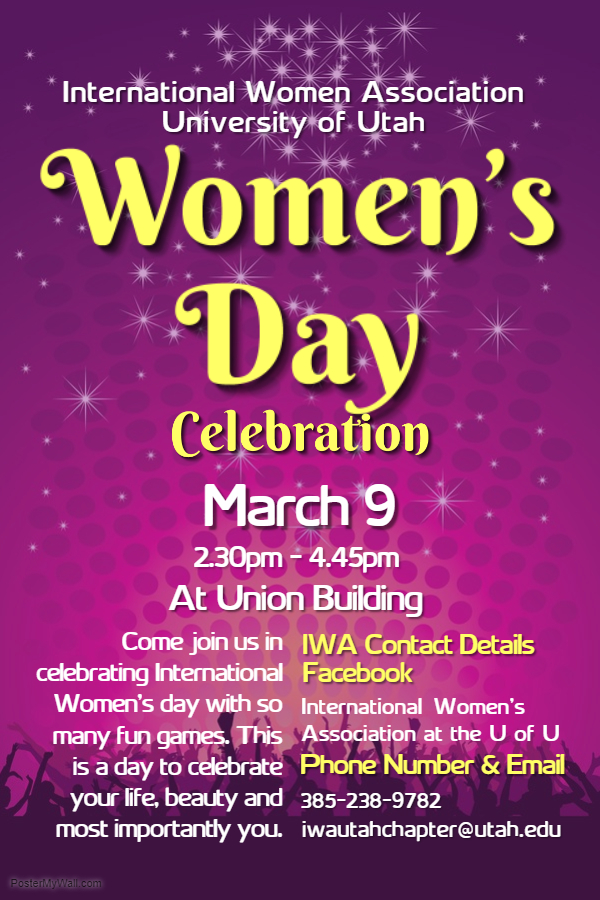 International Women Association
University of Utah
Women's
Day
Celebration
March 9
2.30pm - 4.45pm
At Union Building
Come join us in
celebrating International
Women's day with so
many fun games. This
is a day to celebrate
your life, beauty and
most importantly you.
IWA Contact Details
Facebook
International Women's
Association at the U of U
Phone Number & Email
385-238-9782
iwautahchapter@utah.edu
PosterMyWall.com